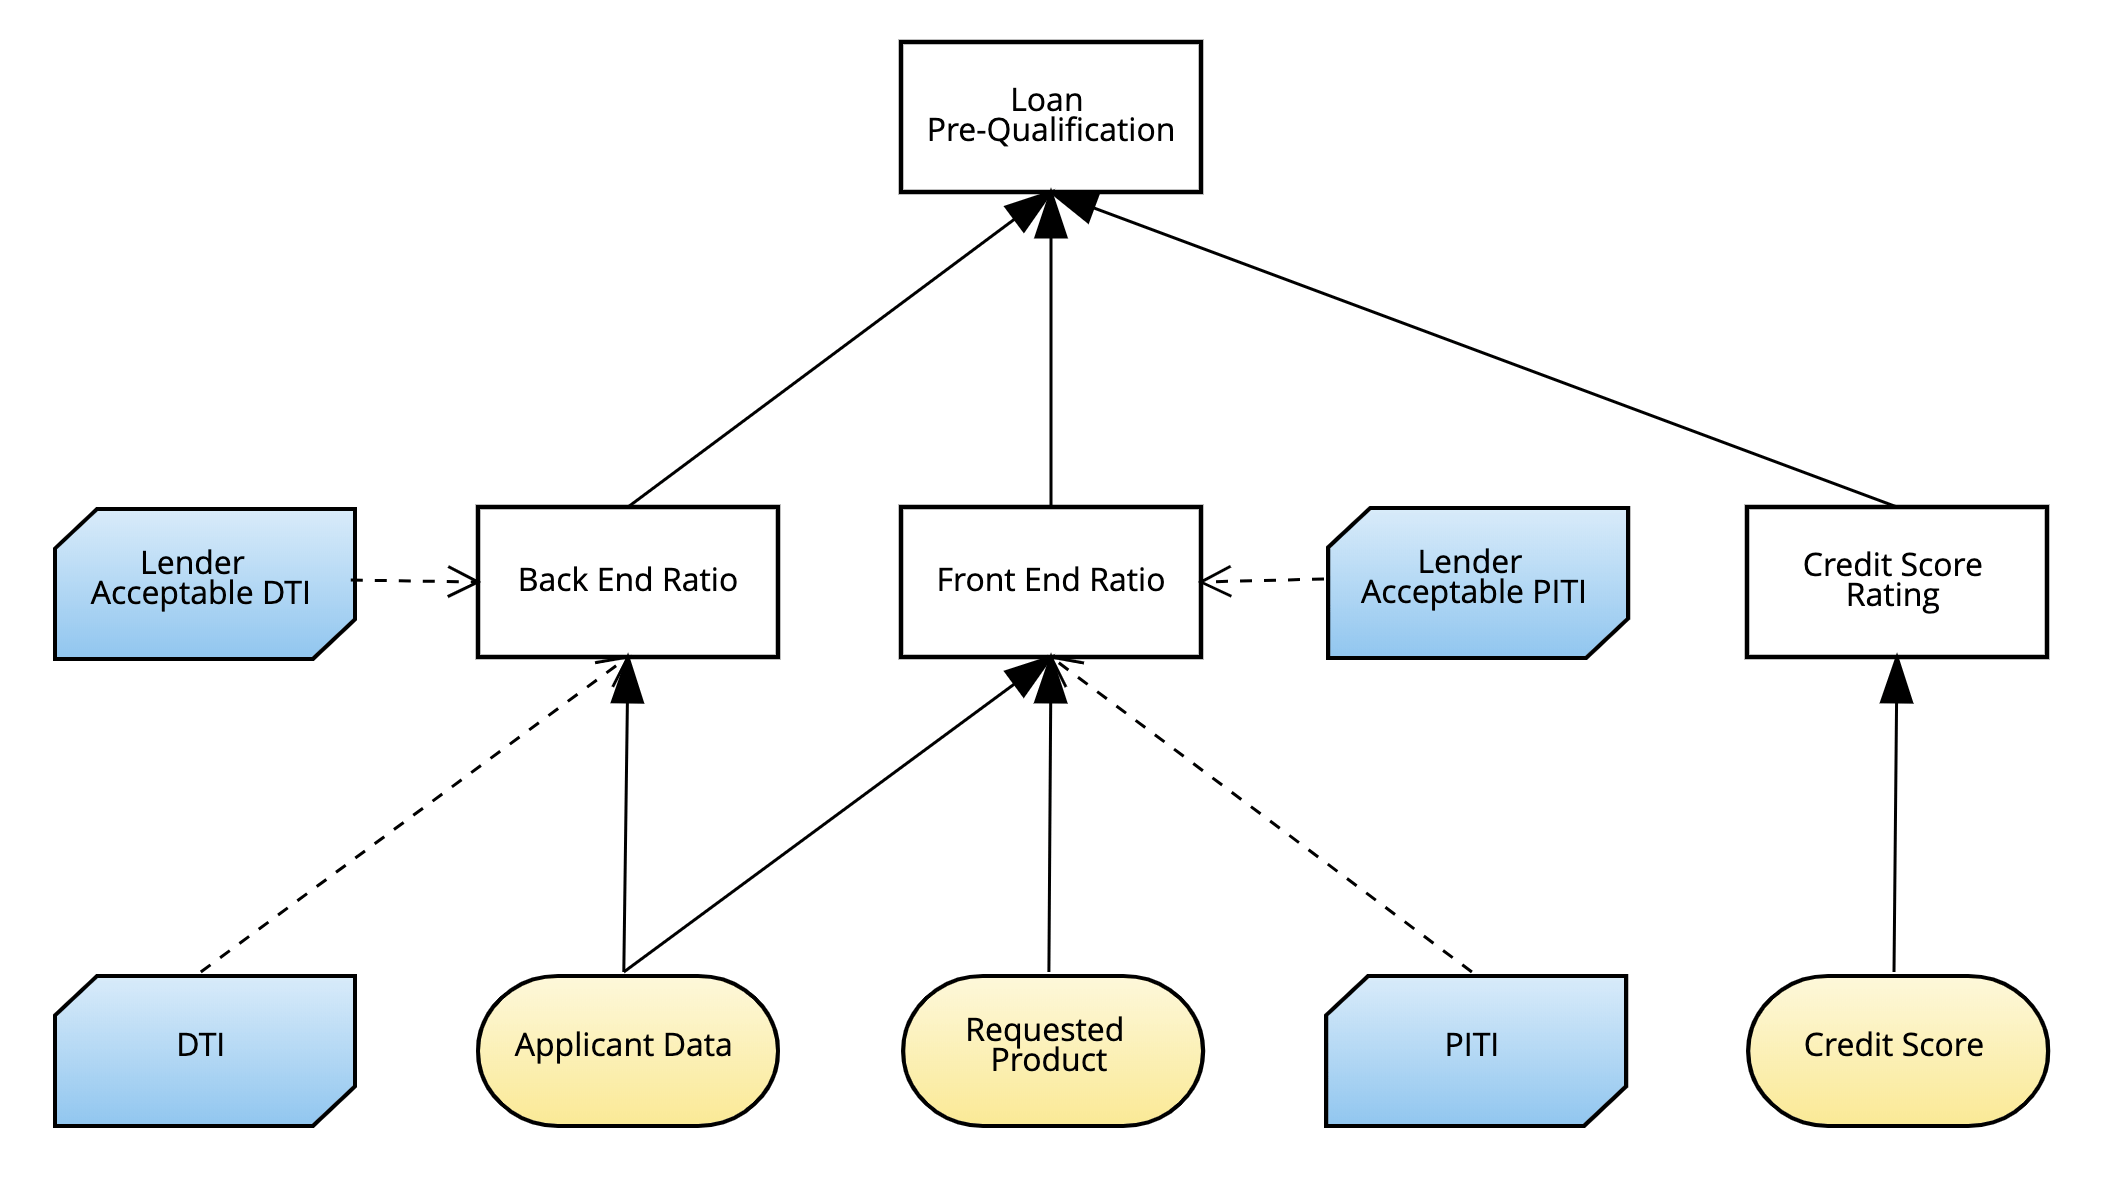 Loan
Pre-Qualification
Lender
Acceptable DTI
Back End Ratio
Front End Ratio
Lender
Acceptable PITI
Credit Score
Rating
DTI
Applicant Data
Requested
Product
PITI
Credit Score